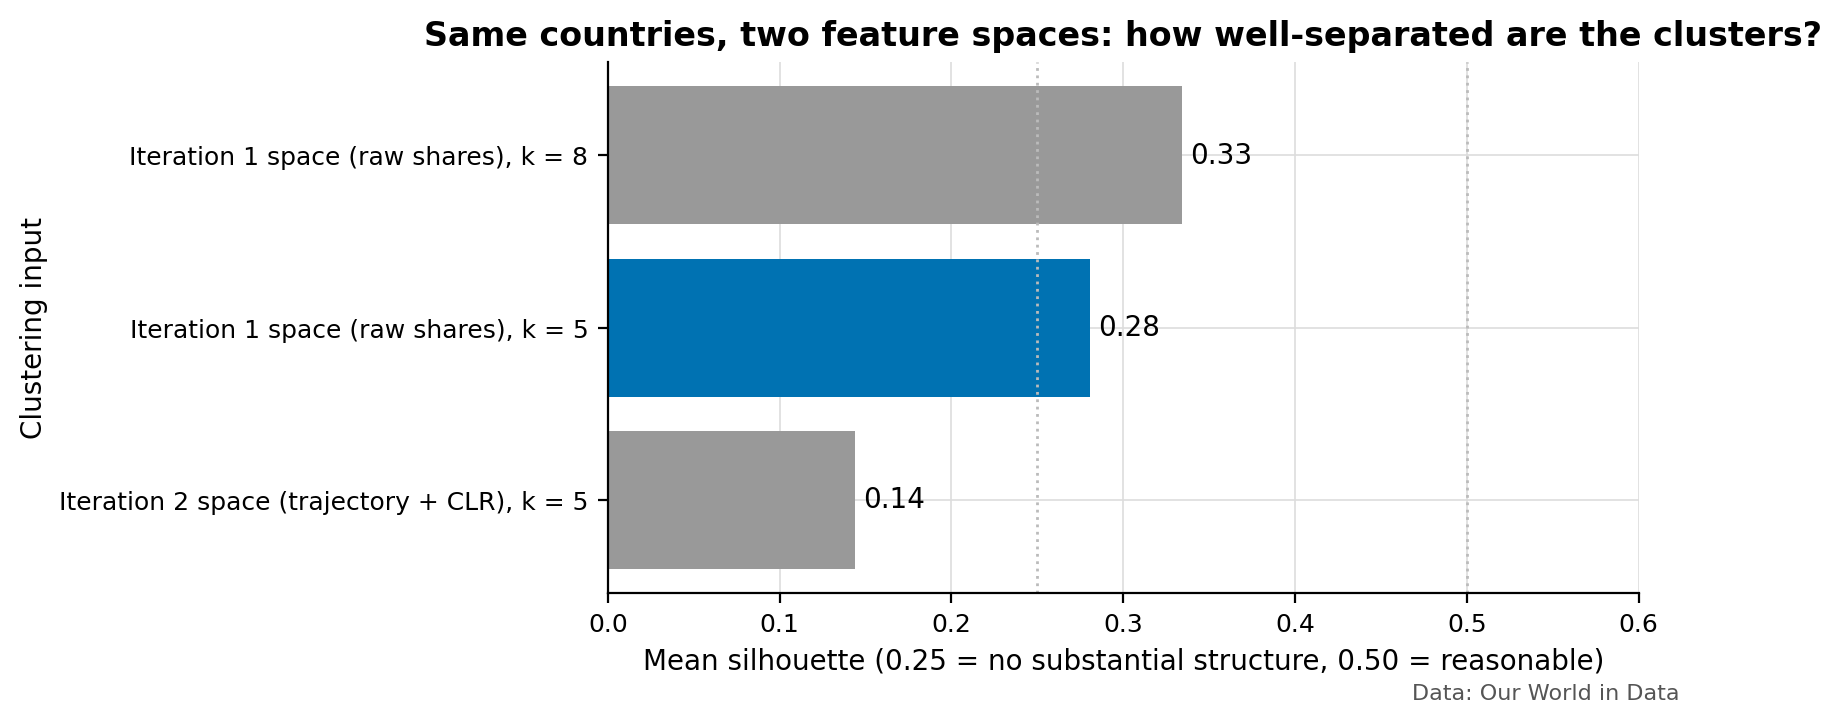 Same countries, two feature spaces: how well-separated are the clusters?
Clustering input
Iteration 1 space (raw shares), k = 8
0.33
Iteration 1 space (raw shares), k = 5
0.28
Iteration 2 space (trajectory + CLR), k = 5
0.14
0.0 0.1 0.2 0.3 0.4 0.5 0.6
Mean silhouette (0.25 = no substantial structure, 0.50 = reasonable)
Data: Our World in Data